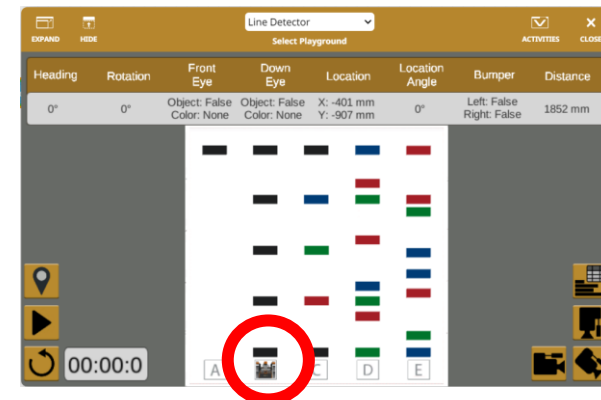 Line Detector
EXPAND HIDE Select Playground ACTIVITIES CLOSE
Heading Rotation Front Eye Down Eye Location Location Angle Bumper Distance
0° 0° Object: False Object: False X: -401 mm 0° Left: False 1852 mm
Color: None Color: None Y: -907 mm Right: False
00:00:0
A C D E